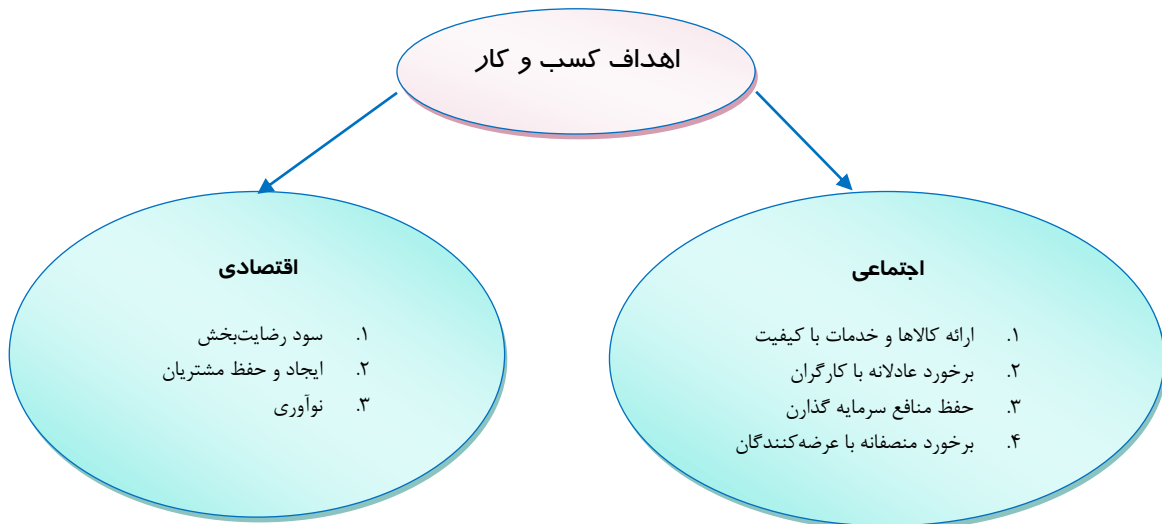 اهداف کسب و کار
اجتماعی
۱. ارائه کالاها و خدمات با کیفیت
۲. برخورد عادلانه با کارگران
۳. حفظ منافع سرمایه گذارن
۴. برخورد منصفانه با عرضه‌کنندگان
اقتصادی
۱. سود رضایت‌بخش
۲. ایجاد و حفظ مشتریان
۳. نوآوری